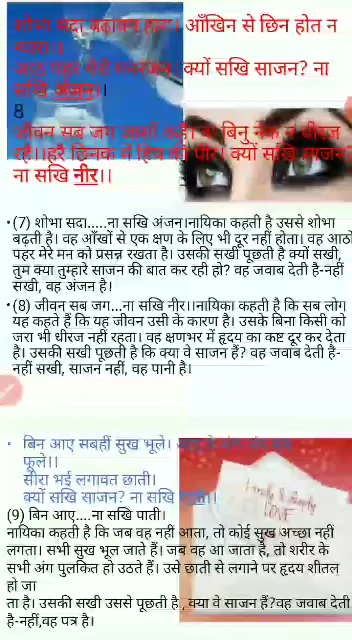 शोभा सदा बढ़ावन हारा। आँखिन से छिन होत न
न्यारा।।
आठ पहर मेरो मनरंजन। क्यों सखि साजन? ना
सखि अंजन।।
8
जीवन सब जग जासों कहै। वा बिनु नेक न धीरज
रहै।।हरै छिनक में हिय की पीर। क्यों सखि साजन
ना सखि नीर।।
•(7) शोभा सदा.....ना सखि अंजन।नायिका कहती है उससे शोभा
बढ़ती है। वह आँखों से एक क्षण के लिए भी दूर नहीं होता। वह आठो
पहर मेरे मन को प्रसन्न रखता है। उसकी सखी पूछती है क्यों सखी,
तुम क्या तुम्हारे साजन की बात कर रही हो? वह जवाब देती है-नहीं
सखी, वह अंजन है।
•(8) जीवन सब जग...ना सखि नीर।।नायिका कहती है कि सब लोग
यह कहते हैं कि यह जीवन उसी के कारण है। उसके बिना किसी को
जरा भी धीरज नहीं रहता। वह क्षणभर में हृदय का कष्ट दूर कर देता
है। उसकी सखी पूछती है कि क्या वे साजन हैं? वह जवाब देती है-
नहीं सखी, साजन नहीं, वह पानी है।
• बिन आए सबहीं सुख भूले। आए ते अंग-अंग सब
फूले।।
सीरी भई लगावत छाती।
क्यों सखि साजन? ना सखि पाती।।
LOVE
(9) बिन आए....ना सखि पाती।
नायिका कहती है कि जब वह नहीं आता, तो कोई सुख अच्छा नहीं
लगता। सभी सुख भूल जाते हैं। जब वह आ जाता है, तो शरीर के
सभी अंग पुलकित हो उठते हैं। उसे छाती से लगाने पर हृदय शीतल
हो जा
ता है। उसकी सखी उससे पूछती है , क्या वे साजन हैं?वह जवाब देती
है-नहीं,वह पत्र है।